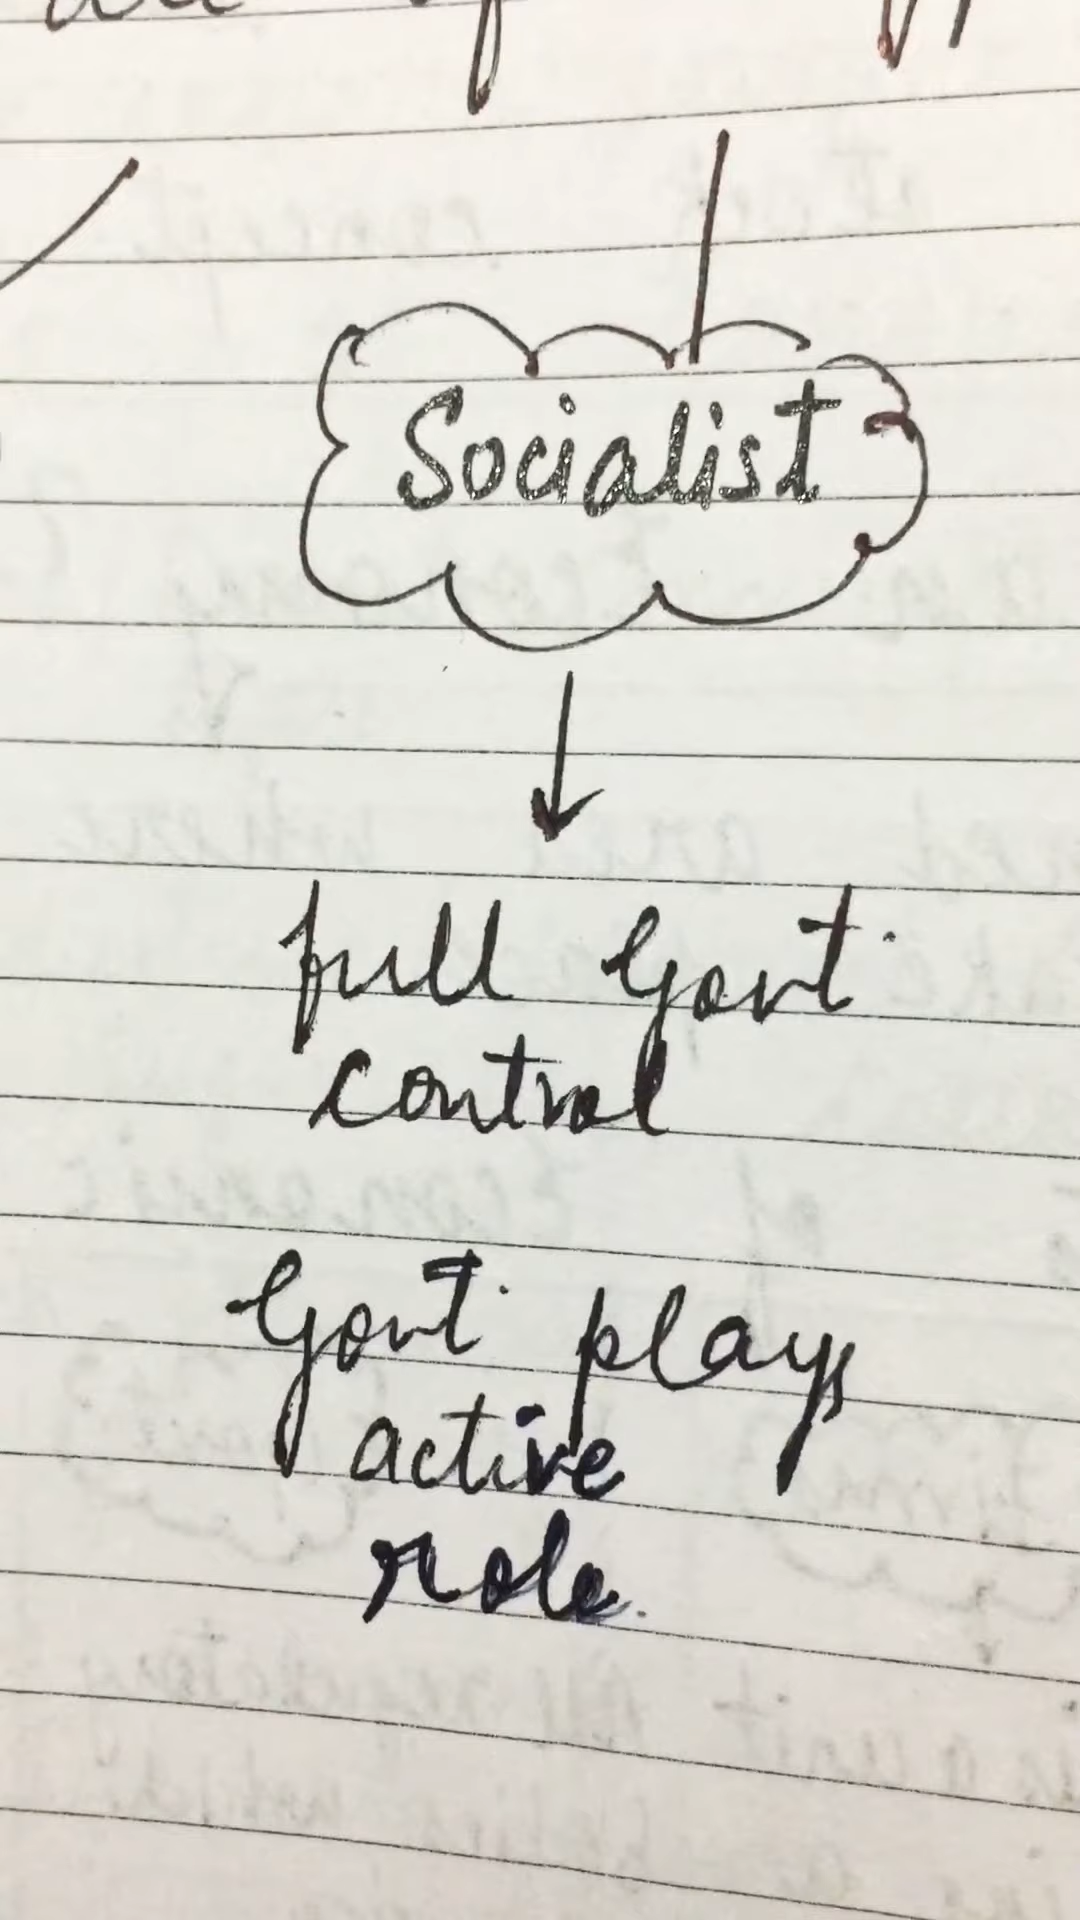 Socialist
full Govt.
control
Govt. plays
active
role.